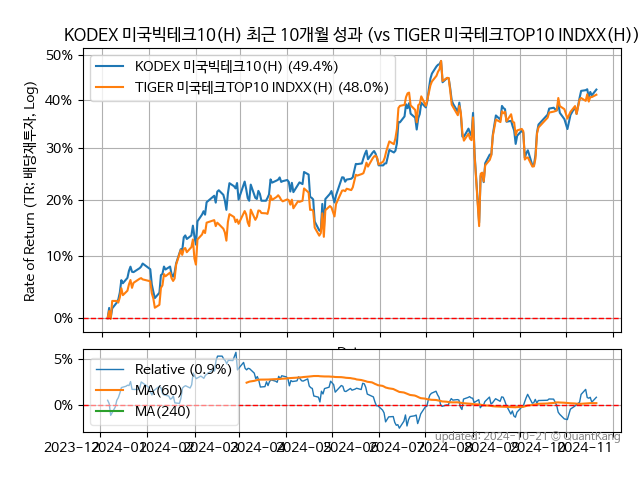 KODEX 미국빅테크10(H) 최근 10개월 성과 (vs TIGER 미국테크TOP10 INDXX(H))
Rate of Return (TR: 배당재투자, Log)
50%
40%
30%
20%
10%
0%
KODEX 미국빅테크10(H) (49.4%)
TIGER 미국테크TOP10 INDXX(H) (48.0%)
5%
0%
Relative (0.9%)
MA(60)
MA(240)
updated: 2024-10-21 © QuantKang
2023-12 2024-01 2024-02 2024-03 2024-04 2024-05 2024-06 2024-07 2024-08 2024-09 2024-10 2024-11